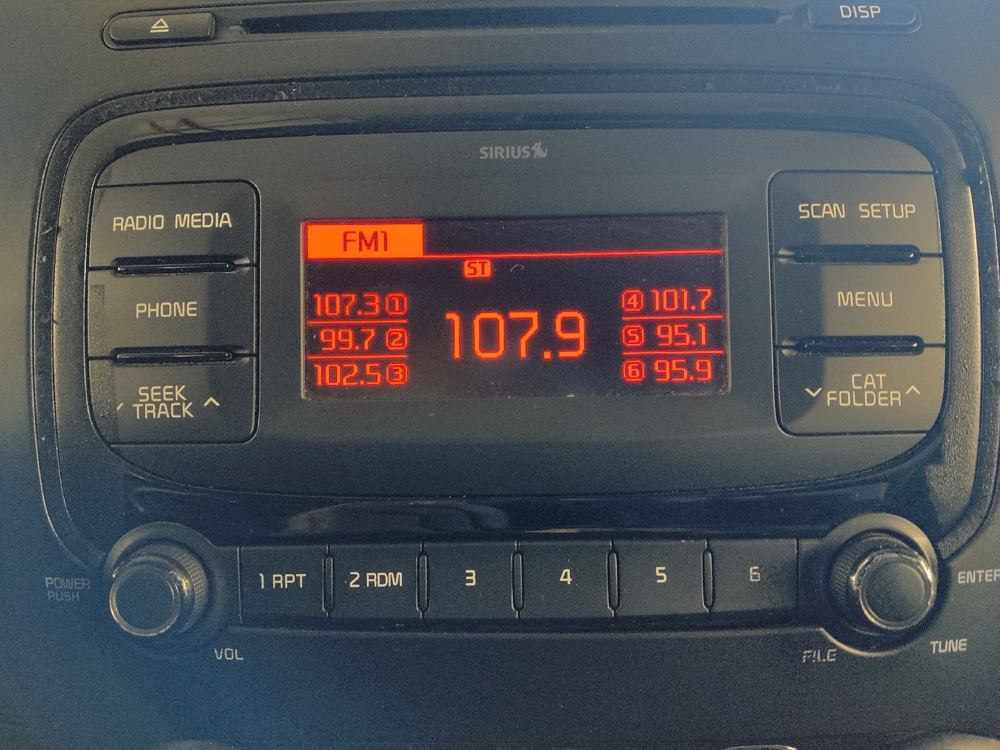 DISP
SIRIUS
RADIO MEDIA
PHONE
SEEK
TRACK
FM1
ST
107.3 1
99.7 2
102.5 3
107.9
4 101.7
5 95.1
6 95.9
SCAN SETUP
MENU
CAT
FOLDER
POWER
PUSH
VOL
1 RPT
2 RDM
3
4
5
6
FILE
TUNE
ENTER